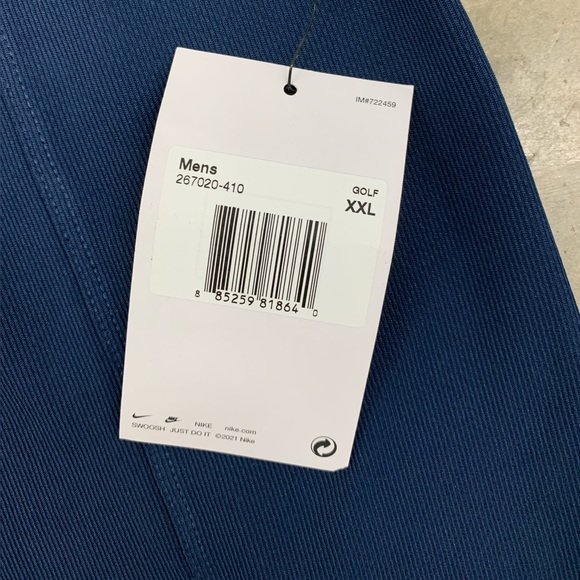 IM#722459
Mens
267020-410
GOLF
XXL
8 85259 81864 0
NIKE nike.com
SWOOSH JUST DO IT ©2021 Nike